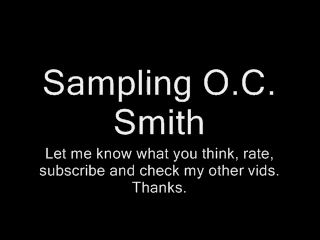 Sampling O.C.
Smith
Let me know what you think, rate,
subscribe and check my other vids.
Thanks.